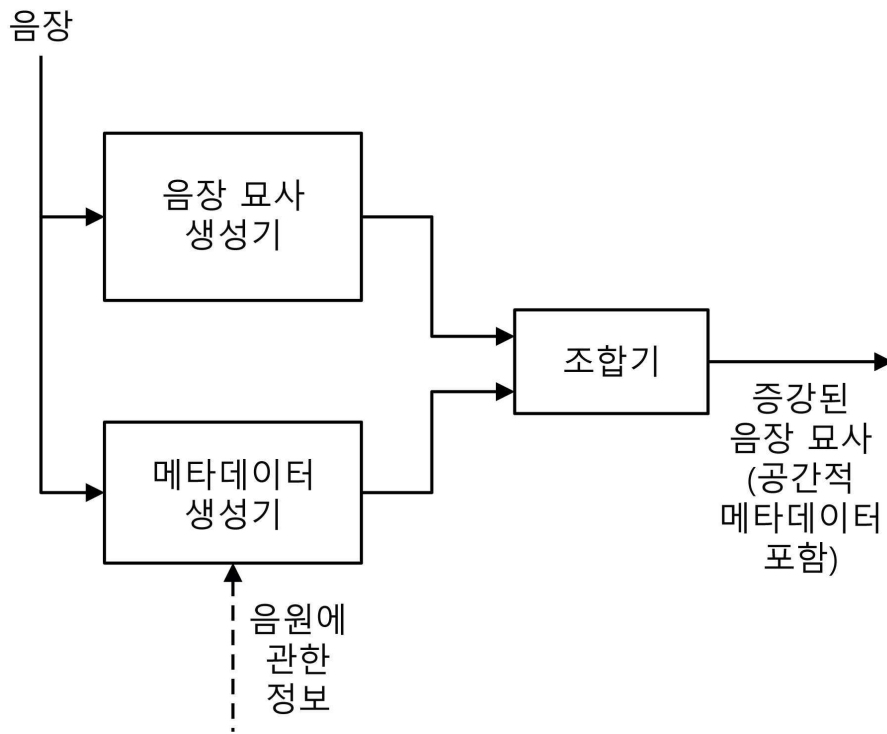 음장
음장 묘사
생성기
조합기
증강된
음장 묘사
(공간적
메타데이터
포함)
메타데이터
생성기
음원에
관한
정보